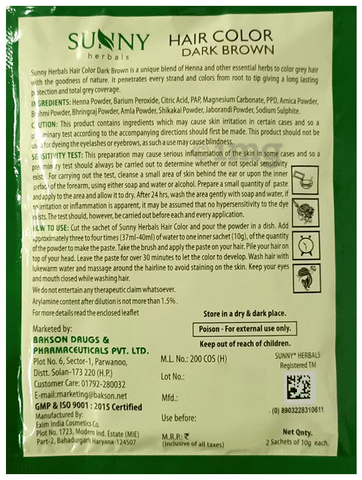 SUNNY
herbals
HAIR COLOR
DARK BROWN
Sunny Herbals Hair Color Dark Brown is a unique blend of Henna and other essential herbs to color grey hair
with the goodness of nature. It penetrates every strand and colors from root to tip giving a long lasting
protection and total grey coverage.
INGREDIENTS: Henna Powder, Barium Peroxide, Citric Acid, PAP, Magnesium Carbonate, PPD, Arnica Powder,
Brahmi Powder, Bhringraj Powder, Amla Powder, Shikakai Powder, Jaborandi Powder, Sodium Sulphite.
CAUTION: This product contains ingredients which may cause skin irritation in certain cases and so a
preliminary test according to the accompanying directions should first be made. This product should not be
use for dyeing the eyelashes or eyebrows, as such a use may cause blindness.
SENSITIVITY TEST: This preparation may cause serious inflammation of the skin in some cases and so a
preliminary test should always be carried out to determine whether or not special sensitivity
exist. For carrying out the test, cleanse a small area of skin behind the ear or upon the inner
surface of the forearm, using either soap and water or alcohol. Prepare a small quantity of paste
and apply to the area and allow it to dry. After 24 hrs, wash the area gently with soap and water, if
no irritation or inflammation is apparent, it may be assumed that no hypersensitivity to the dye
exists. The test should, however, be carried out before each and every application.
HOW TO USE: Cut the sachet of Sunny Herbals Hair Color and pour the powder in a dish. Add
approximately three to four times (37ml-40ml) of water to one inner sachet (10g), the quantity
of the powder to make the paste. Take the brush and apply the paste on your hair. Pile your hair on
top of your head. Leave the paste for over 30 minutes to let the color to develop. Wash hair with
lukewarm water and massage around the hairline to avoid staining on the skin. Keep your eyes
and mouth closed while washing hair.
We do not entertain any therapeutic claim whatsoever.
Arylamine content after dilution is not more than 1.5%.
For more details read the enclosed leaflet
Store in a dry & dark place.
Poison - For external use only.
Keep out of reach of children.
Marketed by:
BAKSON DRUGS &
PHARMACEUTICALS PVT. LTD.
Plot No. 6, Sector-1, Parwanoo,
Distt. Solan-173 220 (H.P.)
Customer Care: 01792-280032
E-mail:marketing@bakson.net
GMP & ISO 9001 : 2015 Certified
Manufactured By:
Exim India Cosmetic Co.
Plot No. 1723, Modern Ind. Estate (MIE)
Part-2, Bahadurgarh Haryana-124507
M.L. No.: 200 COS (H)
Lot No.:
Mfd.:
Use before:
M.R.P.: ₹
(Inclusive of all taxes)
SUNNY® HERBALS
Registered TM
(8903228310611
Net Qnty.
2 Sachets of 10g each.